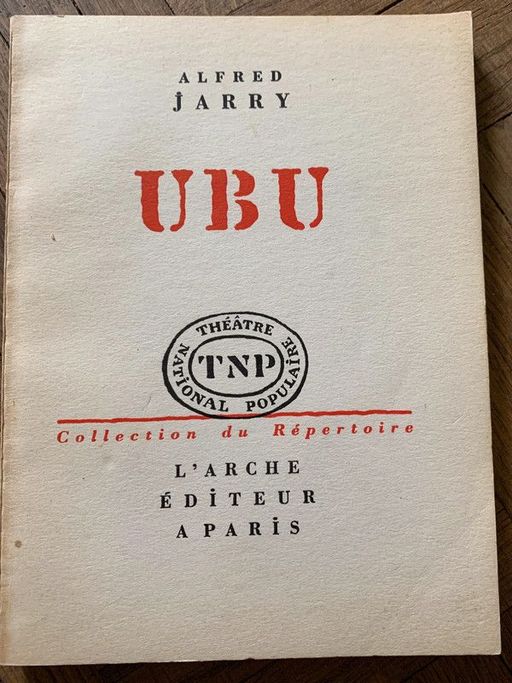 ALFRED
JARRY
UBU
THÉÂTRE
NATIONAL POPULAIRE
TNP
Collection du Répertoire
L'ARCHE
ÉDITEUR
A PARIS